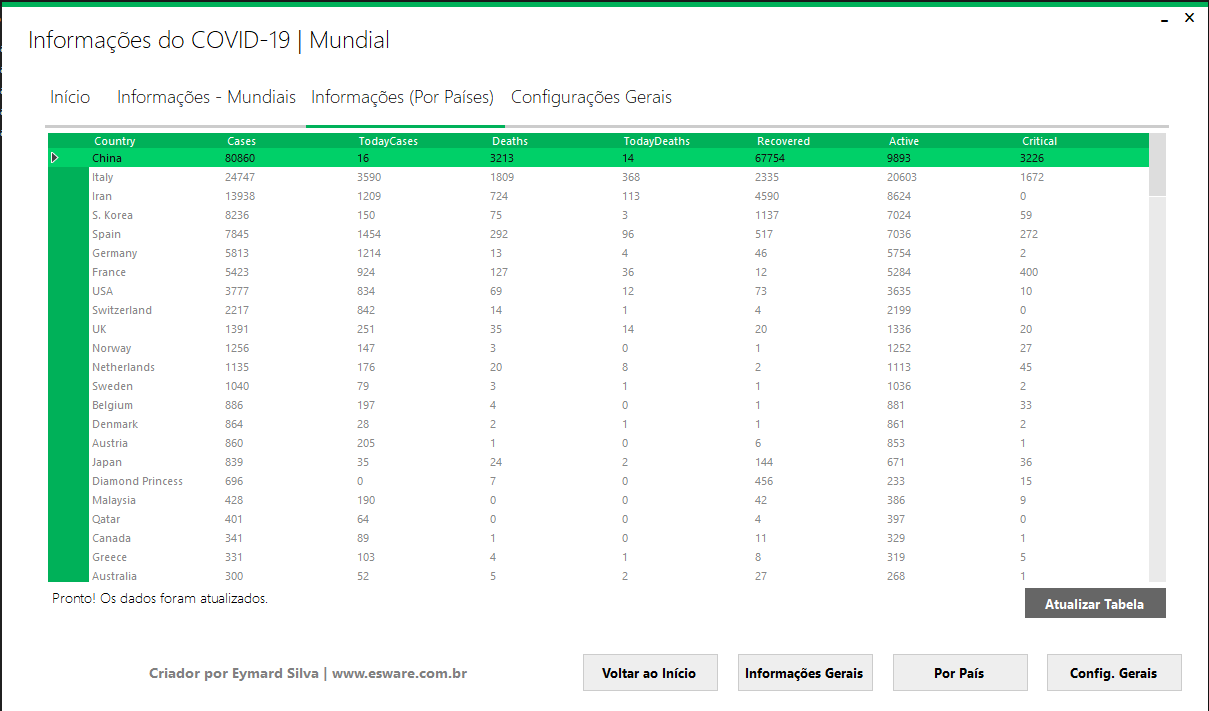 Informações do COVID-19 | Mundial
Início Informações - Mundiais Informações (Por Países) Configurações Gerais
Country Cases TodayCases Deaths TodayDeaths Recovered Active Critical
China 80860 16 3213 14 67754 9893 3226
Italy 24747 3590 1809 368 2335 20603 1672
Iran 13938 1209 724 113 4590 8624 0
S. Korea 8236 150 75 3 1137 7024 59
Spain 7845 1454 292 96 517 7036 272
Germany 5813 1214 13 4 46 5754 2
France 5423 924 127 36 12 5284 400
USA 3777 834 69 12 73 3635 10
Switzerland 2217 842 14 1 4 2199 0
UK 1391 251 35 14 20 1336 20
Norway 1256 147 3 0 1 1252 27
Netherlands 1135 176 20 8 2 1113 45
Sweden 1040 79 3 1 1 1036 2
Belgium 886 197 4 0 1 881 33
Denmark 864 28 2 1 1 861 2
Austria 860 205 1 0 6 853 1
Japan 839 35 24 2 144 671 36
Diamond Princess 696 0 7 0 456 233 15
Malaysia 428 190 0 0 42 386 9
Qatar 401 64 0 0 4 397 0
Canada 341 89 1 0 11 329 1
Greece 331 103 4 1 8 319 5
Australia 300 52 5 2 27 268 1
Pronto! Os dados foram atualizados.
Atualizar Tabela
Criador por Eymard Silva | www.esware.com.br
Voltar ao Início Informações Gerais Por País Config. Gerais